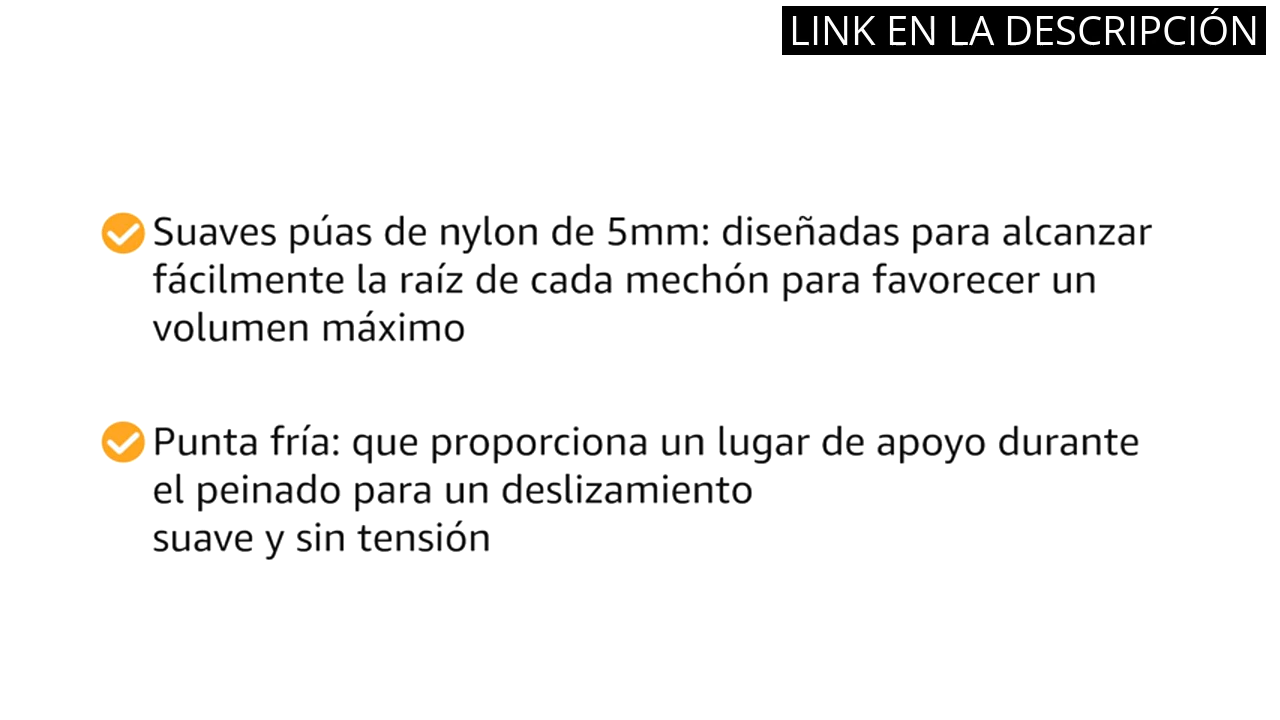 LINK EN LA DESCRIPCIÓN
Suaves púas de nylon de 5mm: diseñadas para alcanzar
fácilmente la raíz de cada mechón para favorecer un
volumen máximo
Punta fría: que proporciona un lugar de apoyo durante
el peinado para un deslizamiento
suave y sin tensión